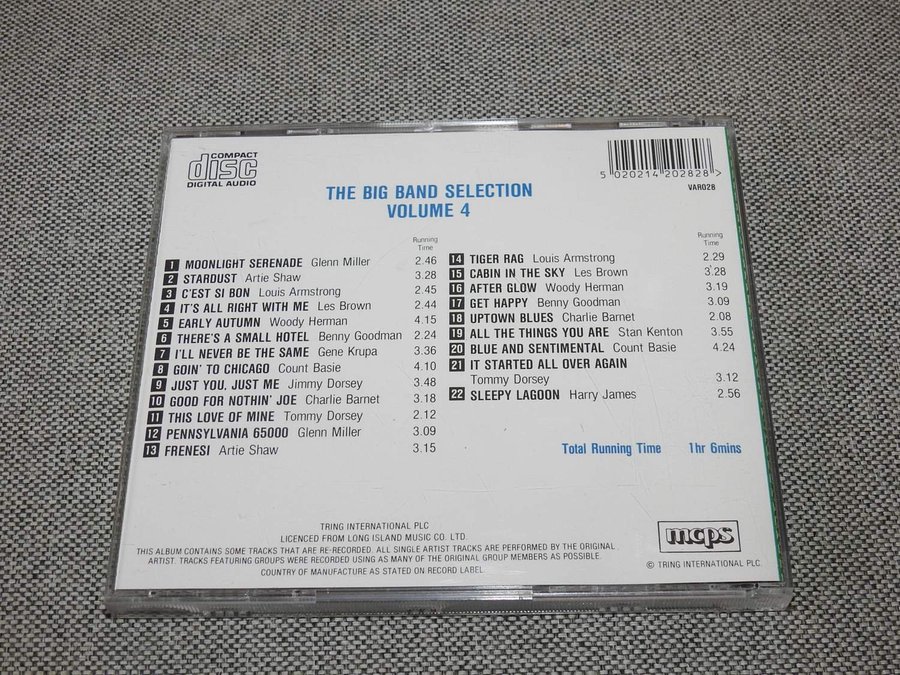 COMPACT
disc
DIGITAL AUDIO
5 020214 202828 >
VAR028
THE BIG BAND SELECTION
VOLUME 4
Running
Time
1 MOONLIGHT SERENADE Glenn Miller 2.46
2 STARDUST Artie Shaw 3.28
3 C'EST SI BON Louis Armstrong 2.45
4 IT'S ALL RIGHT WITH ME Les Brown 2.44
5 EARLY AUTUMN Woody Herman 4.15
6 THERE'S A SMALL HOTEL Benny Goodman 2.24
7 I'LL NEVER BE THE SAME Gene Krupa 3.36
8 GOIN' TO CHICAGO Count Basie 4.10
9 JUST YOU, JUST ME Jimmy Dorsey 3.48
10 GOOD FOR NOTHIN' JOE Charlie Barnet 3.18
11 THIS LOVE OF MINE Tommy Dorsey 2.12
12 PENNSYLVANIA 65000 Glenn Miller 3.09
13 FRENESI Artie Shaw 3.15
Running
Time
14 TIGER RAG Louis Armstrong 2.29
15 CABIN IN THE SKY Les Brown 3.28
16 AFTER GLOW Woody Herman 3.19
17 GET HAPPY Benny Goodman 3.09
18 UPTOWN BLUES Charlie Barnet 2.08
19 ALL THE THINGS YOU ARE Stan Kenton 3.55
20 BLUE AND SENTIMENTAL Count Basie 4.24
21 IT STARTED ALL OVER AGAIN
Tommy Dorsey 3.12
22 SLEEPY LAGOON Harry James 2.56
Total Running Time 1hr 6mins
TRING INTERNATIONAL PLC
LICENCED FROM LONG ISLAND MUSIC CO. LTD.
THIS ALBUM CONTAINS SOME TRACKS THAT ARE RE-RECORDED. ALL SINGLE ARTIST TRACKS ARE PERFORMED BY THE ORIGINAL
ARTIST. TRACKS FEATURING GROUPS WERE RECORDED USING AS MANY OF THE ORIGINAL GROUP MEMBERS AS POSSIBLE.
COUNTRY OF MANUFACTURE AS STATED ON RECORD LABEL.
mcps
© TRING INTERNATIONAL PLC.